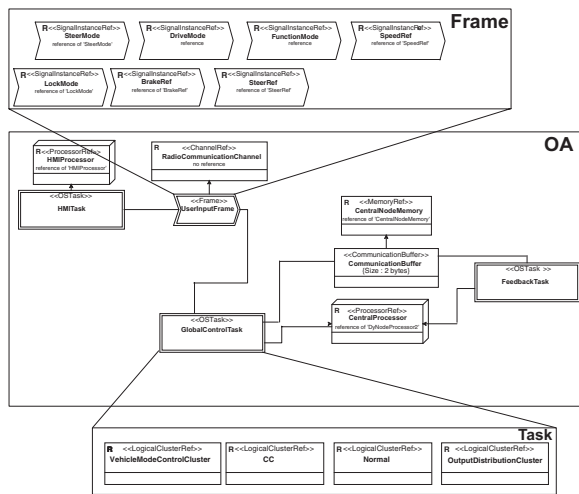 Frame
R <<SignalInstanceRef>>
SteerMode
reference of 'SteerMode'
R <<SignalInstanceRef>>
DriveMode
reference
R <<SignalInstanceRef>>
FunctionMode
reference
R <<SignalInstanceRef>>
SpeedRef
reference of 'SpeedRef'
R <<SignalInstanceRef>>
LockMode
reference of 'LockMode'
R <<SignalInstanceRef>>
BrakeRef
reference of 'BrakeRef'
R <<SignalInstanceRef>>
SteerRef
reference of 'SteerRef'
OA
R <<ProcessorRef>>
HMIProcessor
reference of 'HMIProcessor'
R <<ChannelRef>>
RadioCommunicationChannel
no reference
<<OSTask>>
HMITask
<<Frame>>
UserInputFrame
R <<MemoryRef>>
CentralNodeMemory
reference of 'CentralNodeMemory'
<<CommunicationBuffer>>
CommunicationBuffer
{Size : 2 bytes}
<<OSTask >>
FeedbackTask
R <<ProcessorRef>>
CentralProcessor
reference of 'DyNodeProcessor2'
<<OSTask>>
GlobalControlTask
Task
R <<LogicalClusterRef>>
VehicleModeControlCluster
R <<LogicalClusterRef>>
CC
R <<LogicalClusterRef>>
Normal
R <<LogicalClusterRef>>
OutputDistributionCluster